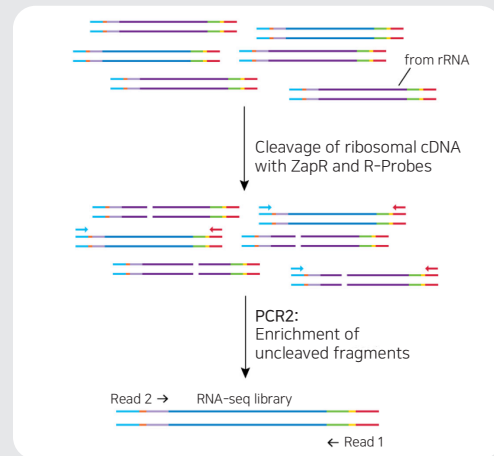 from rRNA
Cleavage of ribosomal cDNA
with ZapR and R-Probes
PCR2:
Enrichment of
uncleaved fragments
Read 2 → RNA-seq library
← Read 1